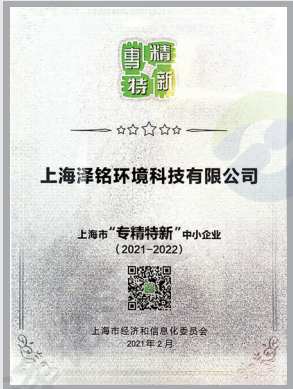 專精
特新
上海泽铭环境科技有限公司
上海市“专精特新”中小企业
(2021-2022)
上海市经济和信息化委员会
2021年2月